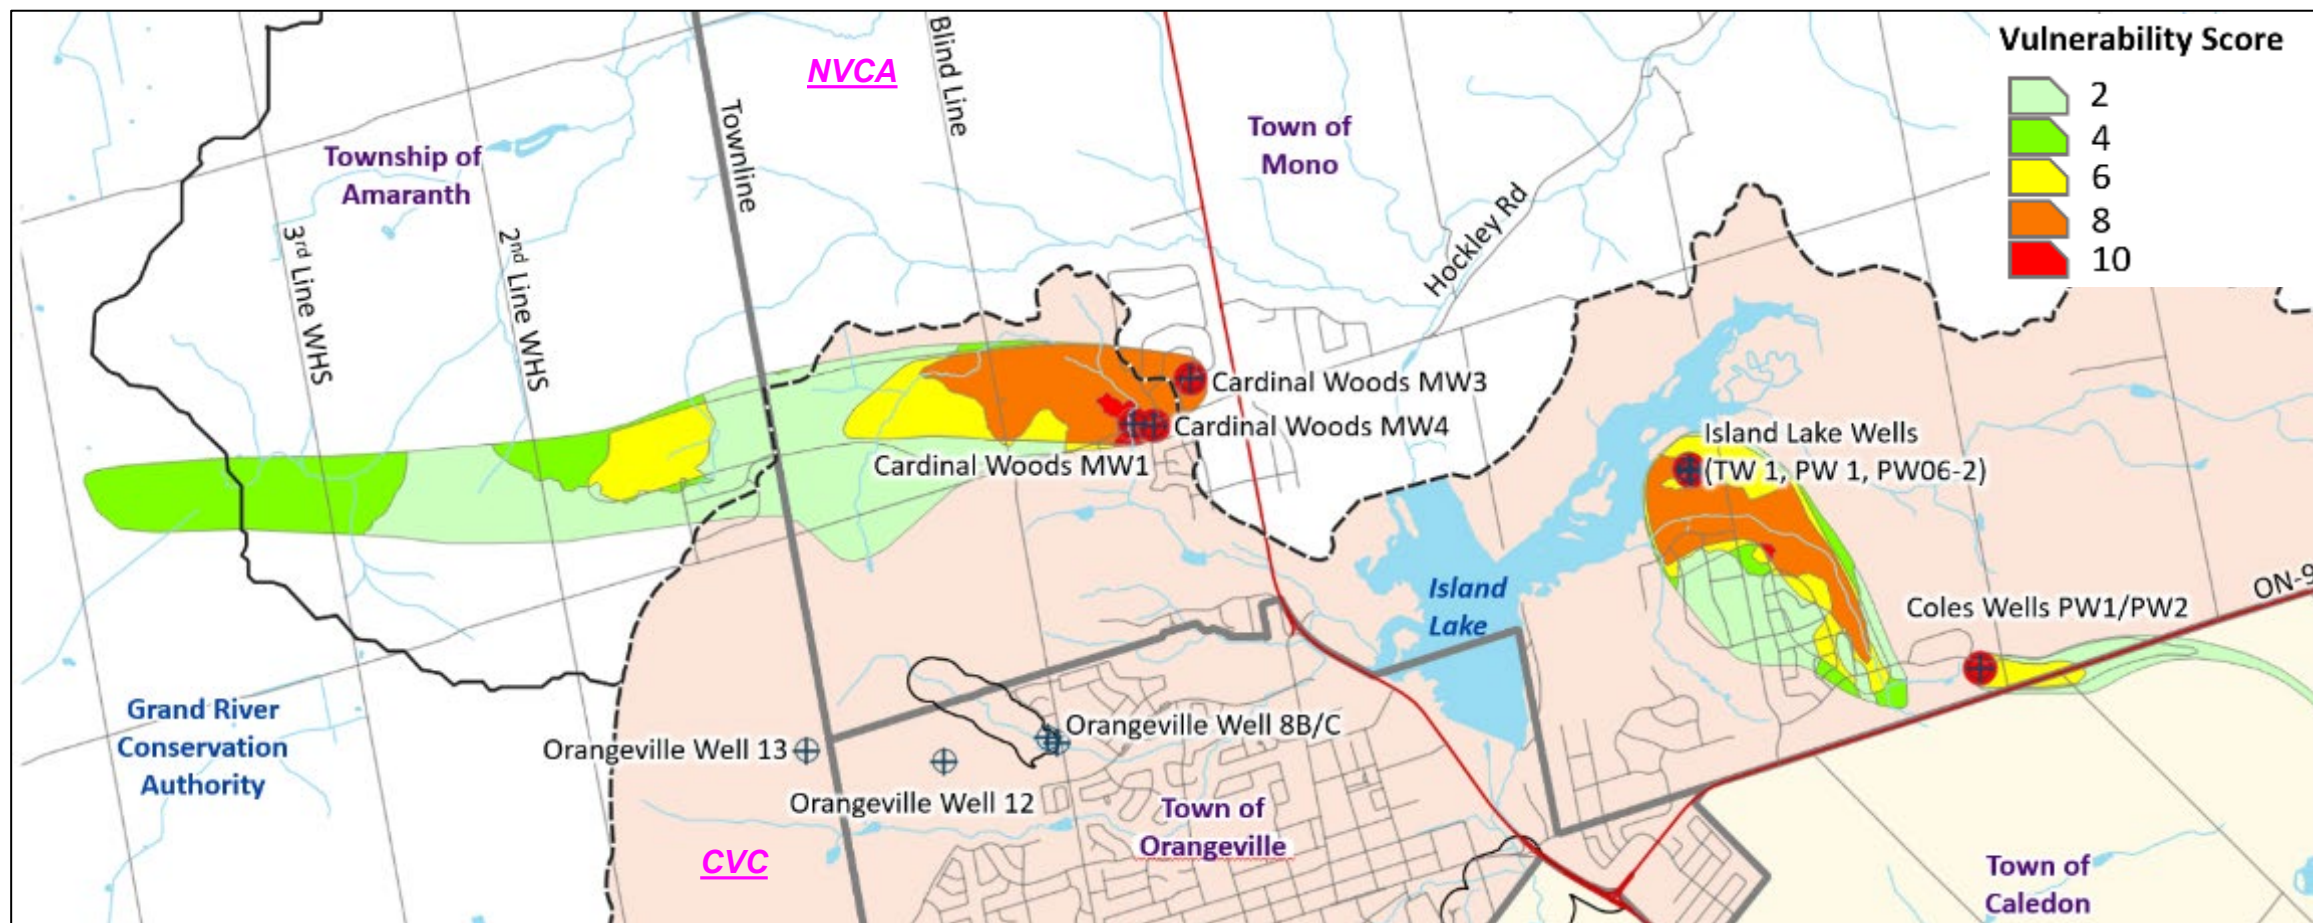 NVCA
Vulnerability Score
2
4
6
8
10
Township of
Amaranth
Townline
Blind Line
Town of
Mono
Hockley Rd
3rd Line WHS
2nd Line WHS
Cardinal Woods MW3
Cardinal Woods MW4
Cardinal Woods MW1
Island Lake Wells
(TW 1, PW 1, PW06-2)
Island
Lake
Coles Wells PW1/PW2
ON-9
Grand River
Conservation
Authority
Orangeville Well 13
Orangeville Well 8B/C
Orangeville Well 12
Town of
Orangeville
CVC
Town of
Caledon